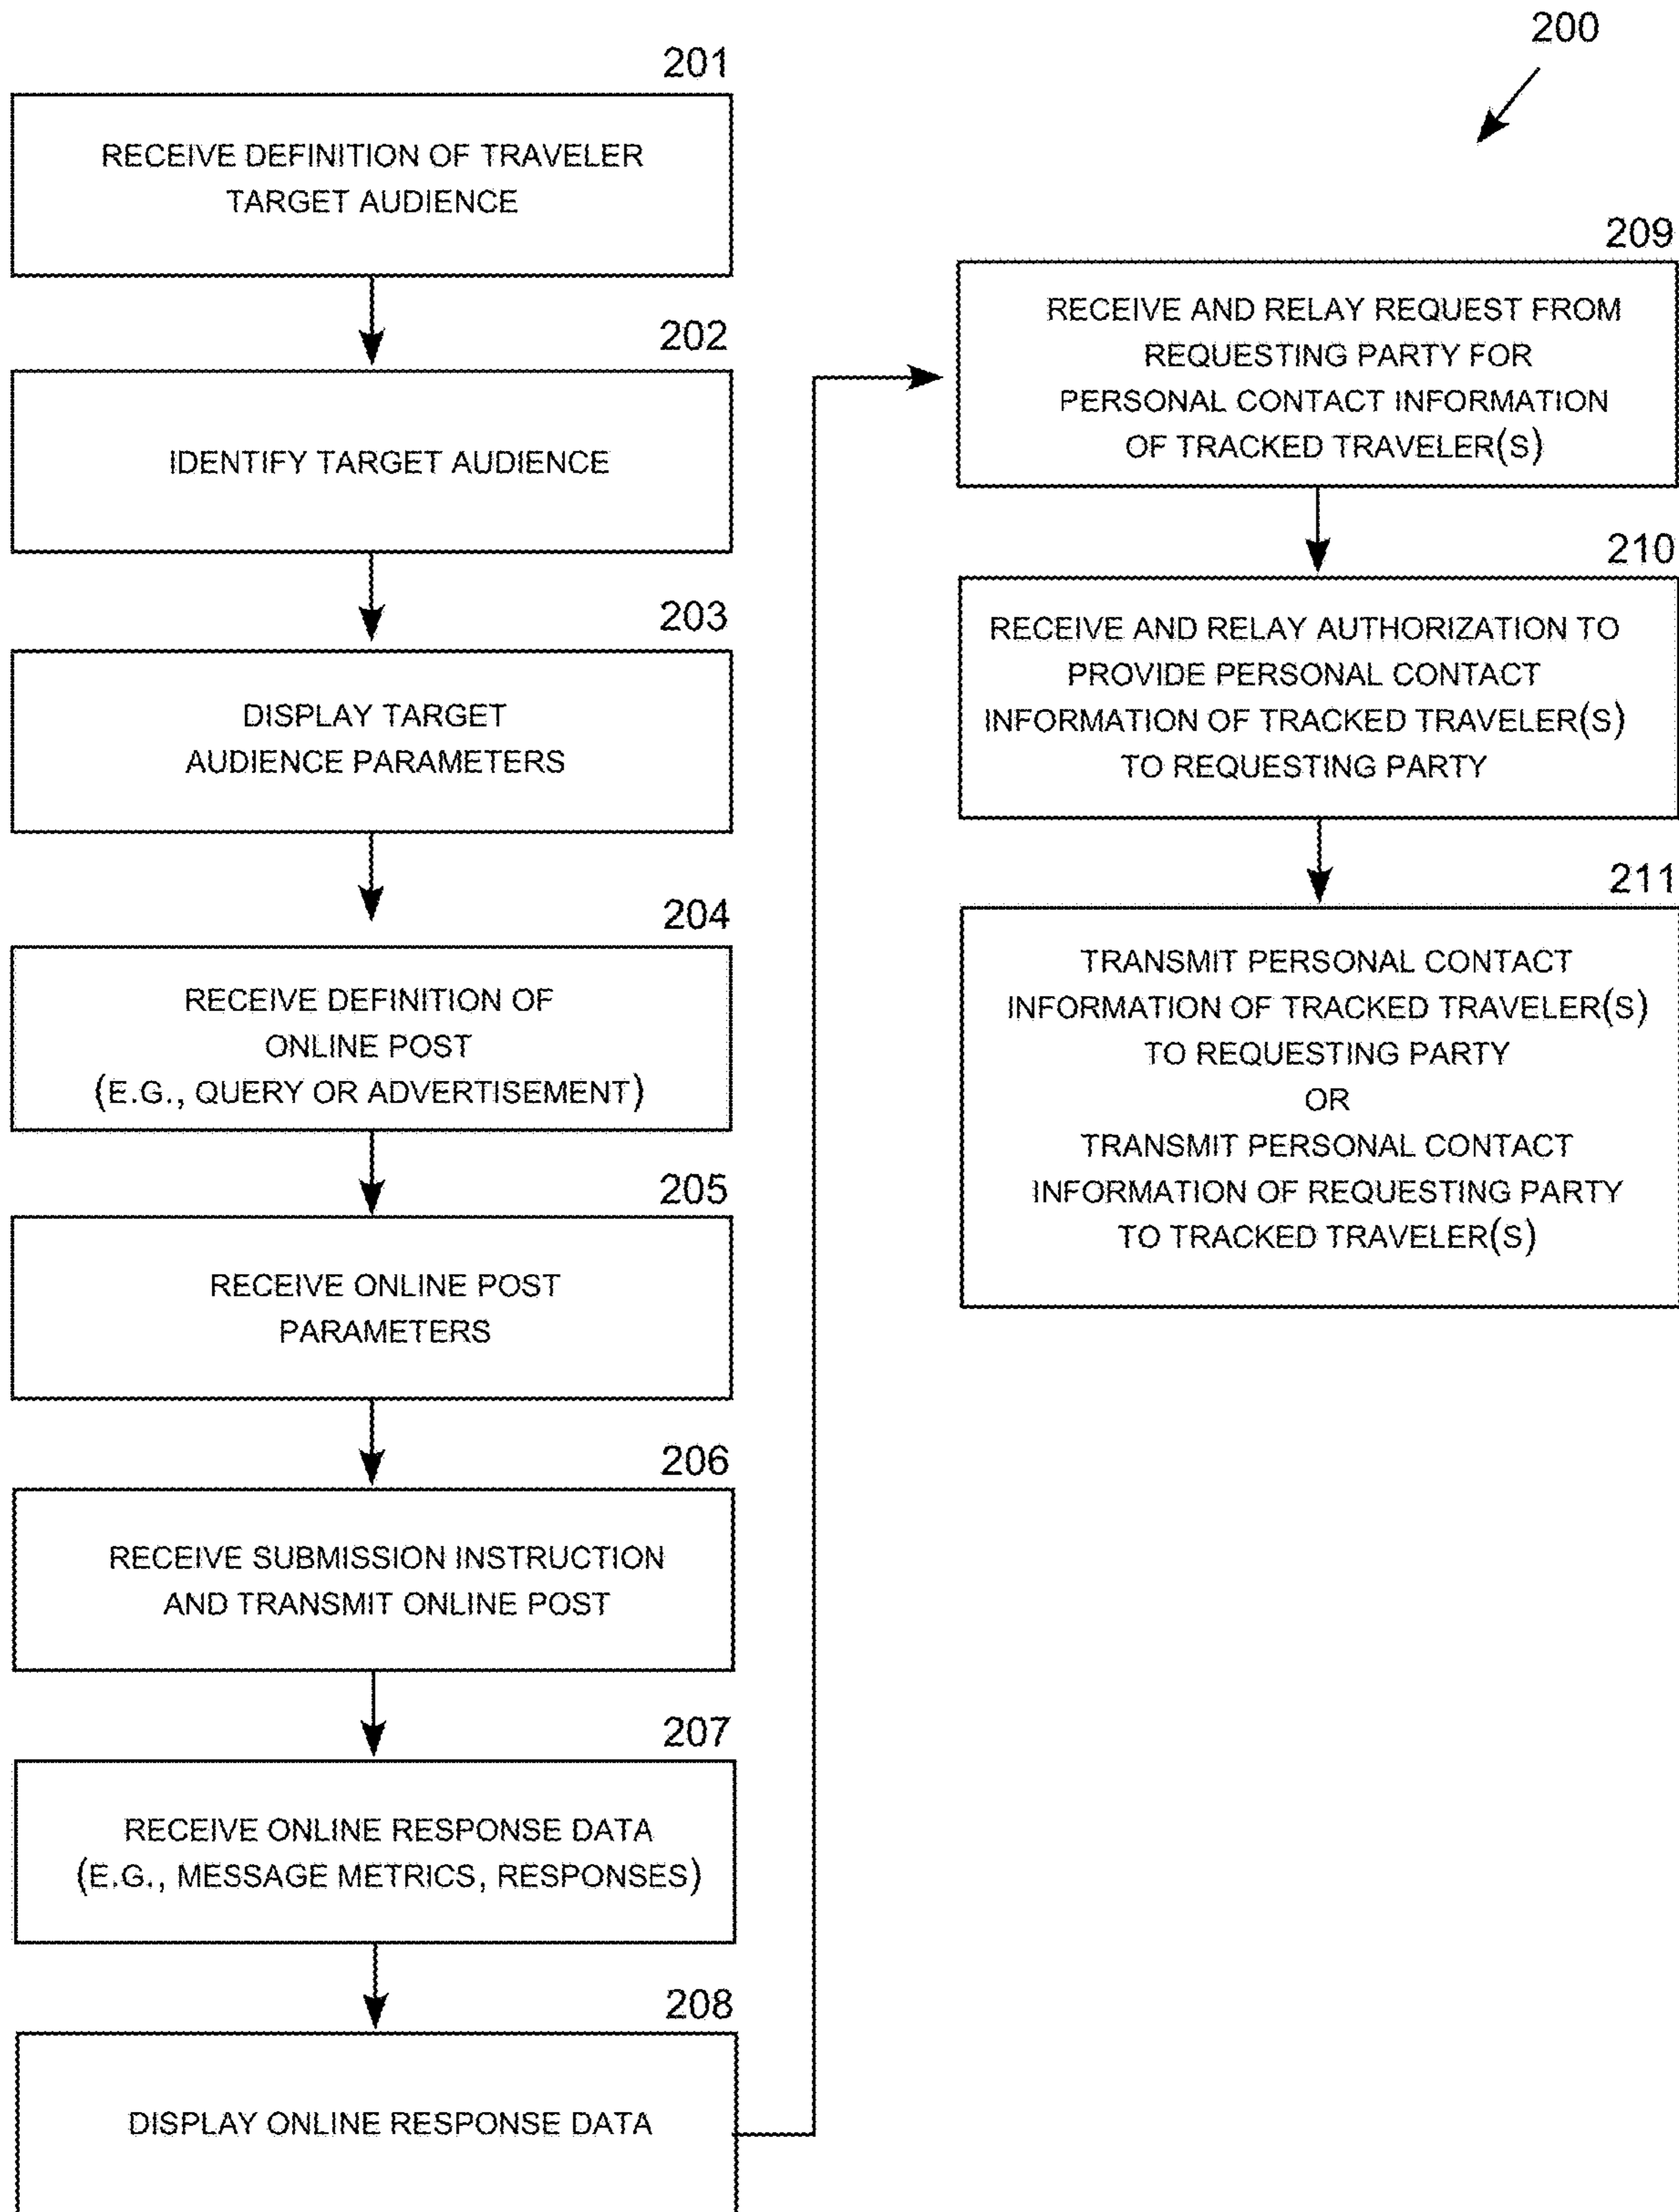 200
201
RECEIVE DEFINITION OF TRAVELER
TARGET AUDIENCE
202
IDENTIFY TARGET AUDIENCE
203
DISPLAY TARGET
AUDIENCE PARAMETERS
204
RECEIVE DEFINITION OF
ONLINE POST
(E.G., QUERY OR ADVERTISEMENT)
205
RECEIVE ONLINE POST
PARAMETERS
206
RECEIVE SUBMISSION INSTRUCTION
AND TRANSMIT ONLINE POST
207
RECEIVE ONLINE RESPONSE DATA
(E.G., MESSAGE METRICS, RESPONSES)
208
DISPLAY ONLINE RESPONSE DATA
209
RECEIVE AND RELAY REQUEST FROM
REQUESTING PARTY FOR
PERSONAL CONTACT INFORMATION
OF TRACKED TRAVELER(S)
210
RECEIVE AND RELAY AUTHORIZATION TO
PROVIDE PERSONAL CONTACT
INFORMATION OF TRACKED TRAVELER(S)
TO REQUESTING PARTY
211
TRANSMIT PERSONAL CONTACT
INFORMATION OF TRACKED TRAVELER(S)
TO REQUESTING PARTY
OR
TRANSMIT PERSONAL CONTACT
INFORMATION OF REQUESTING PARTY
TO TRACKED TRAVELER(S)